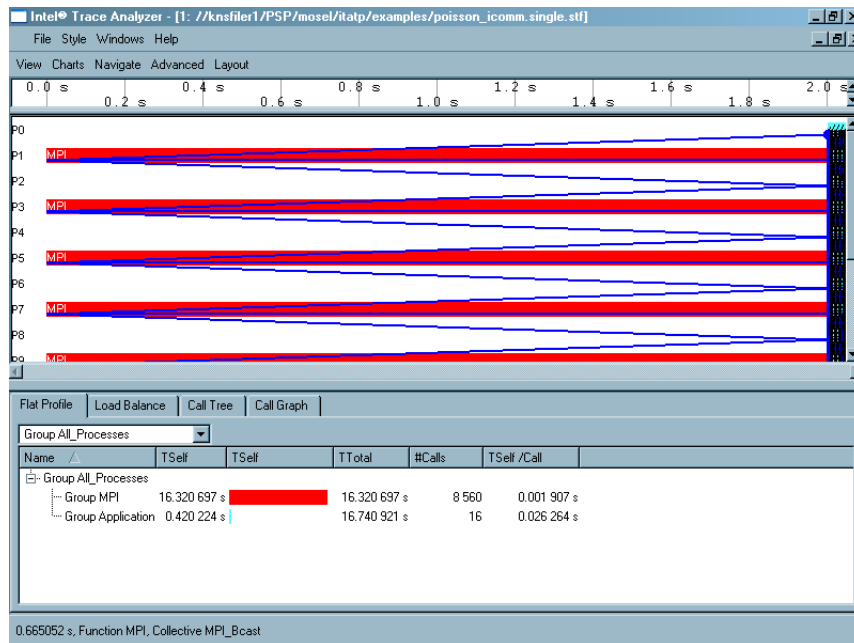 Intel® Trace Analyzer - [1: //knsfiler1/PSP/mosel/itatp/examples/poisson_icomm.single.stf]
File Style Windows Help
View Charts Navigate Advanced Layout
0.0 s 0.4 s 0.8 s 1.2 s 1.6 s 2.0 s
0.2 s 0.6 s 1.0 s 1.4 s 1.8 s
P0
P1 MPI
P2
P3 MPI
P4
P5 MPI
P6
P7 MPI
P8
P9 MPI
Flat Profile Load Balance Call Tree Call Graph
Group All_Processes
Name TSelf TSelf TTotal #Calls TSelf /Call
Group All_Processes
Group MPI 16.320 697 s 16.320 697 s 8 560 0.001 907 s
Group Application 0.420 224 s 16.740 921 s 16 0.026 264 s
0.665052 s, Function MPI, Collective MPI_Bcast